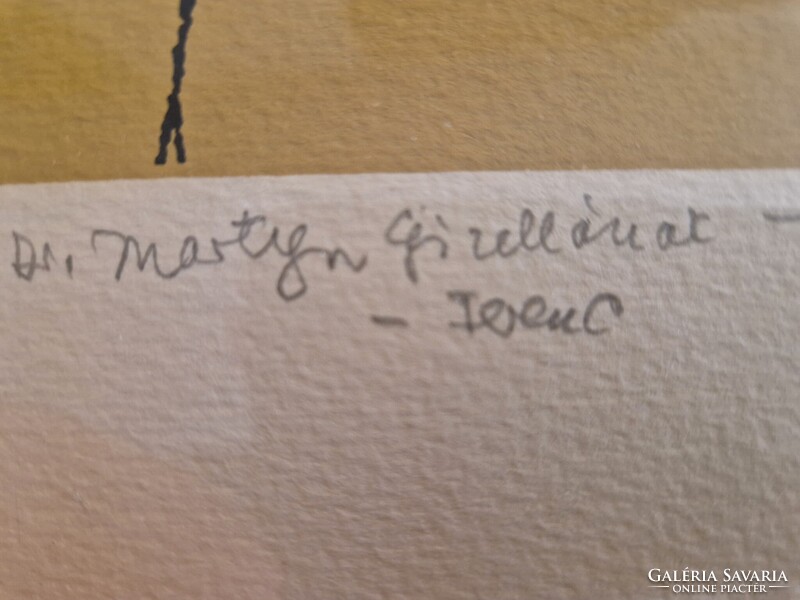 Dr. Martyn Gizellának –
– Ferenc
GALÉRIA SAVARIA
ONLINE PIACTÉR